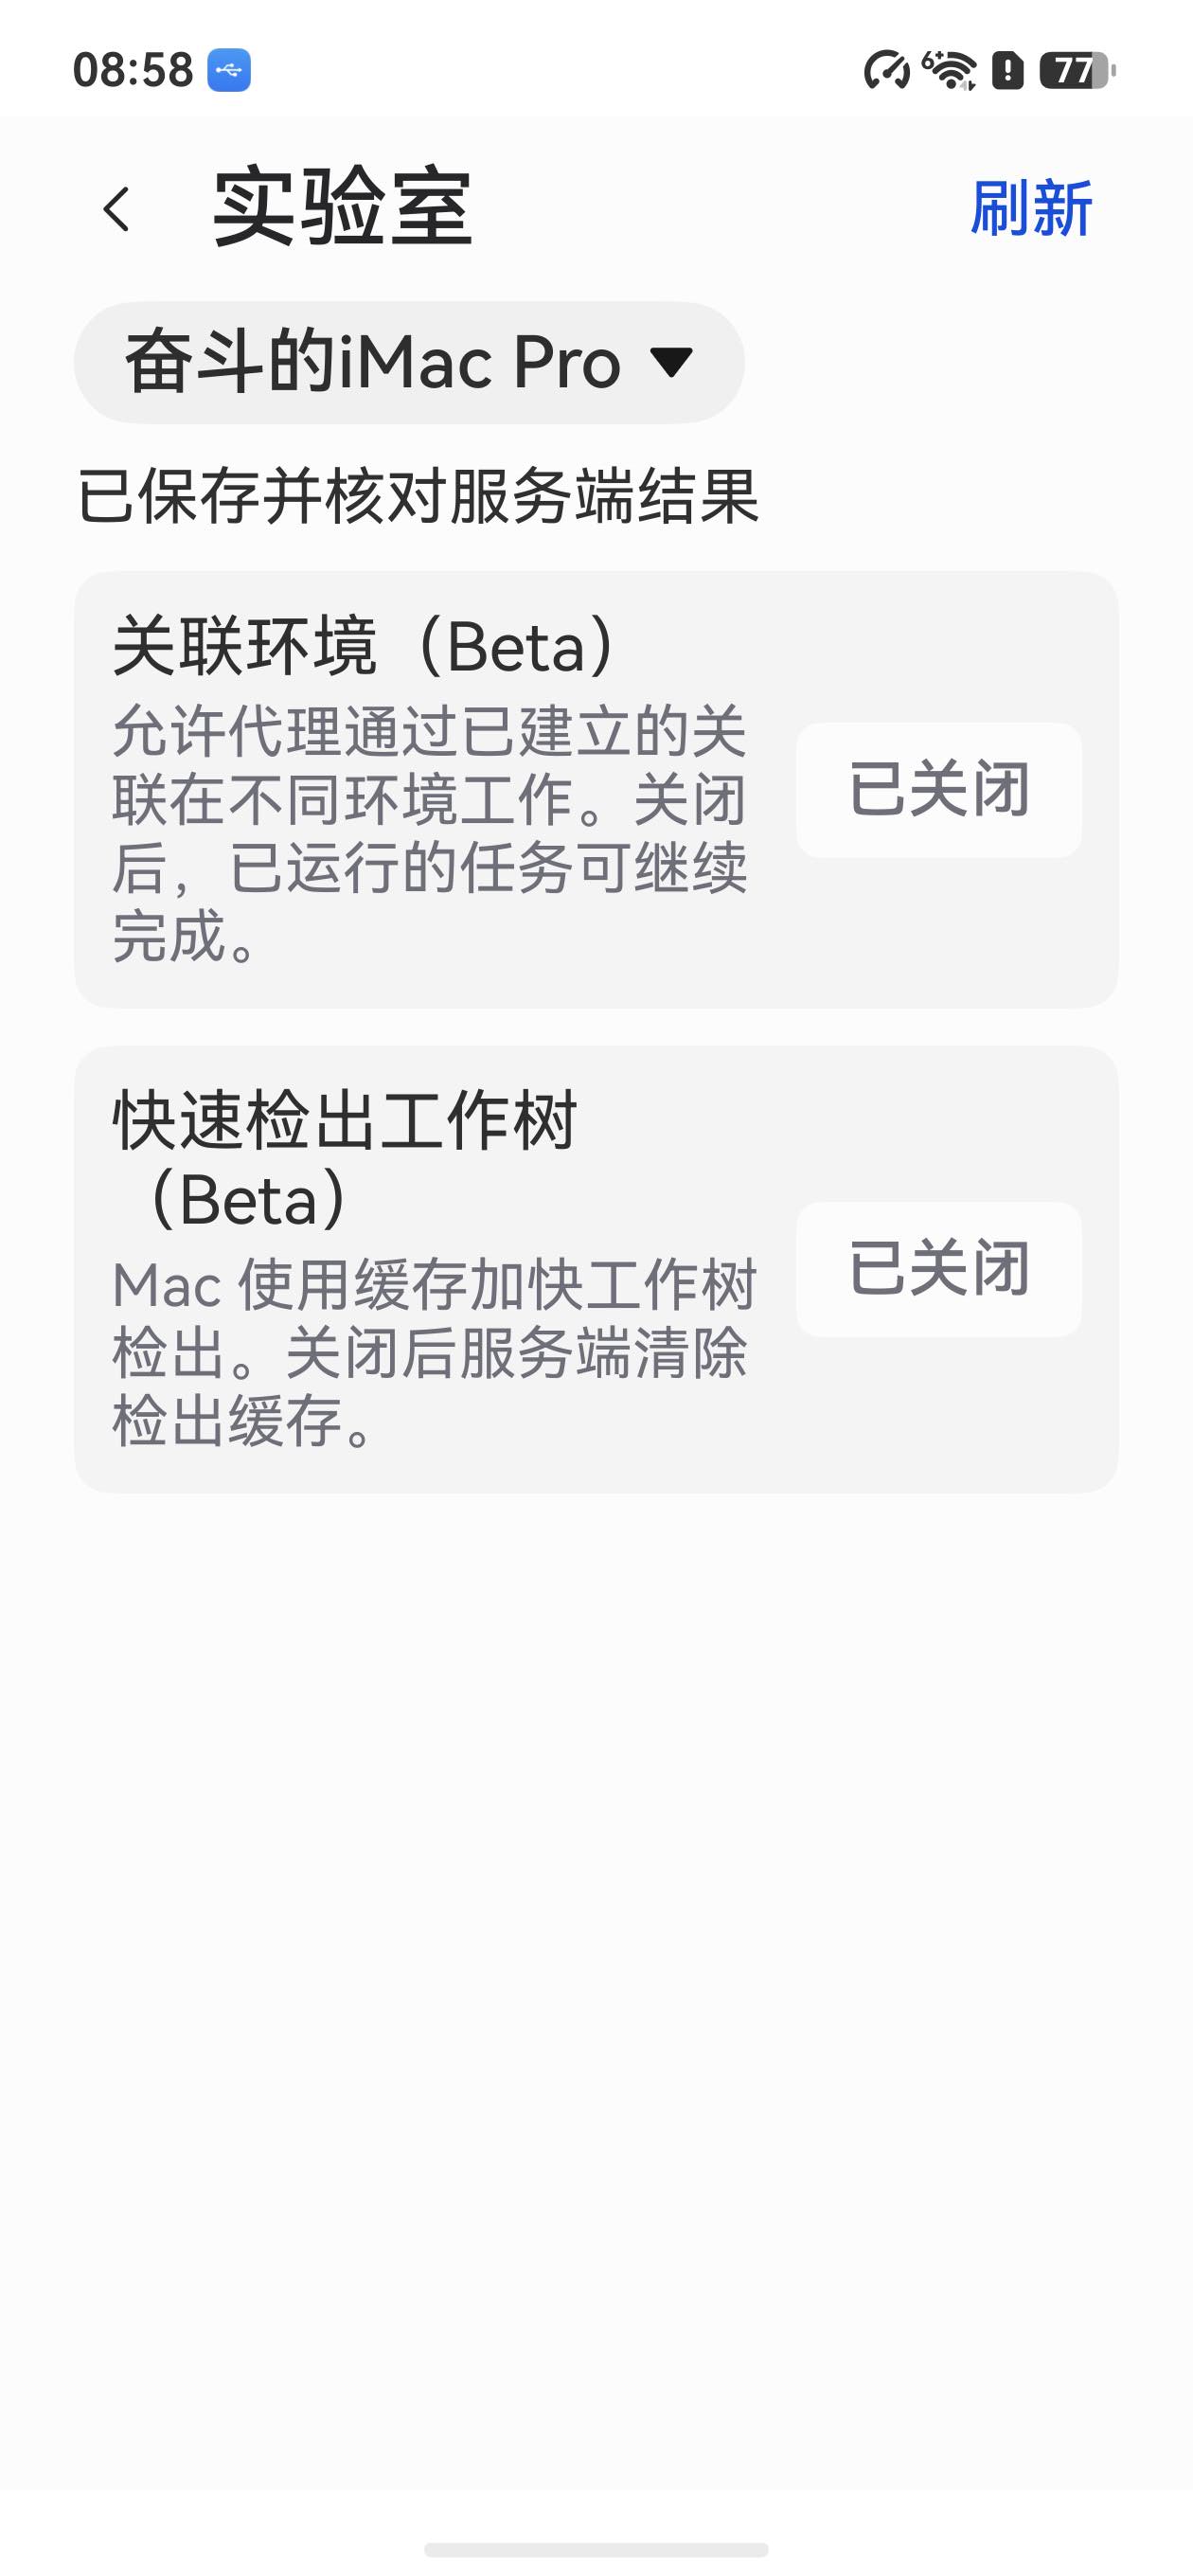 08:58
6+
77
实验室
刷新
奋斗的iMac Pro
已保存并核对服务端结果
关联环境（Beta）
允许代理通过已建立的关
联在不同环境工作。关闭
后，已运行的任务可继续
完成。
已关闭
快速检出工作树
（Beta）
Mac 使用缓存加快工作树
检出。关闭后服务端清除
检出缓存。
已关闭